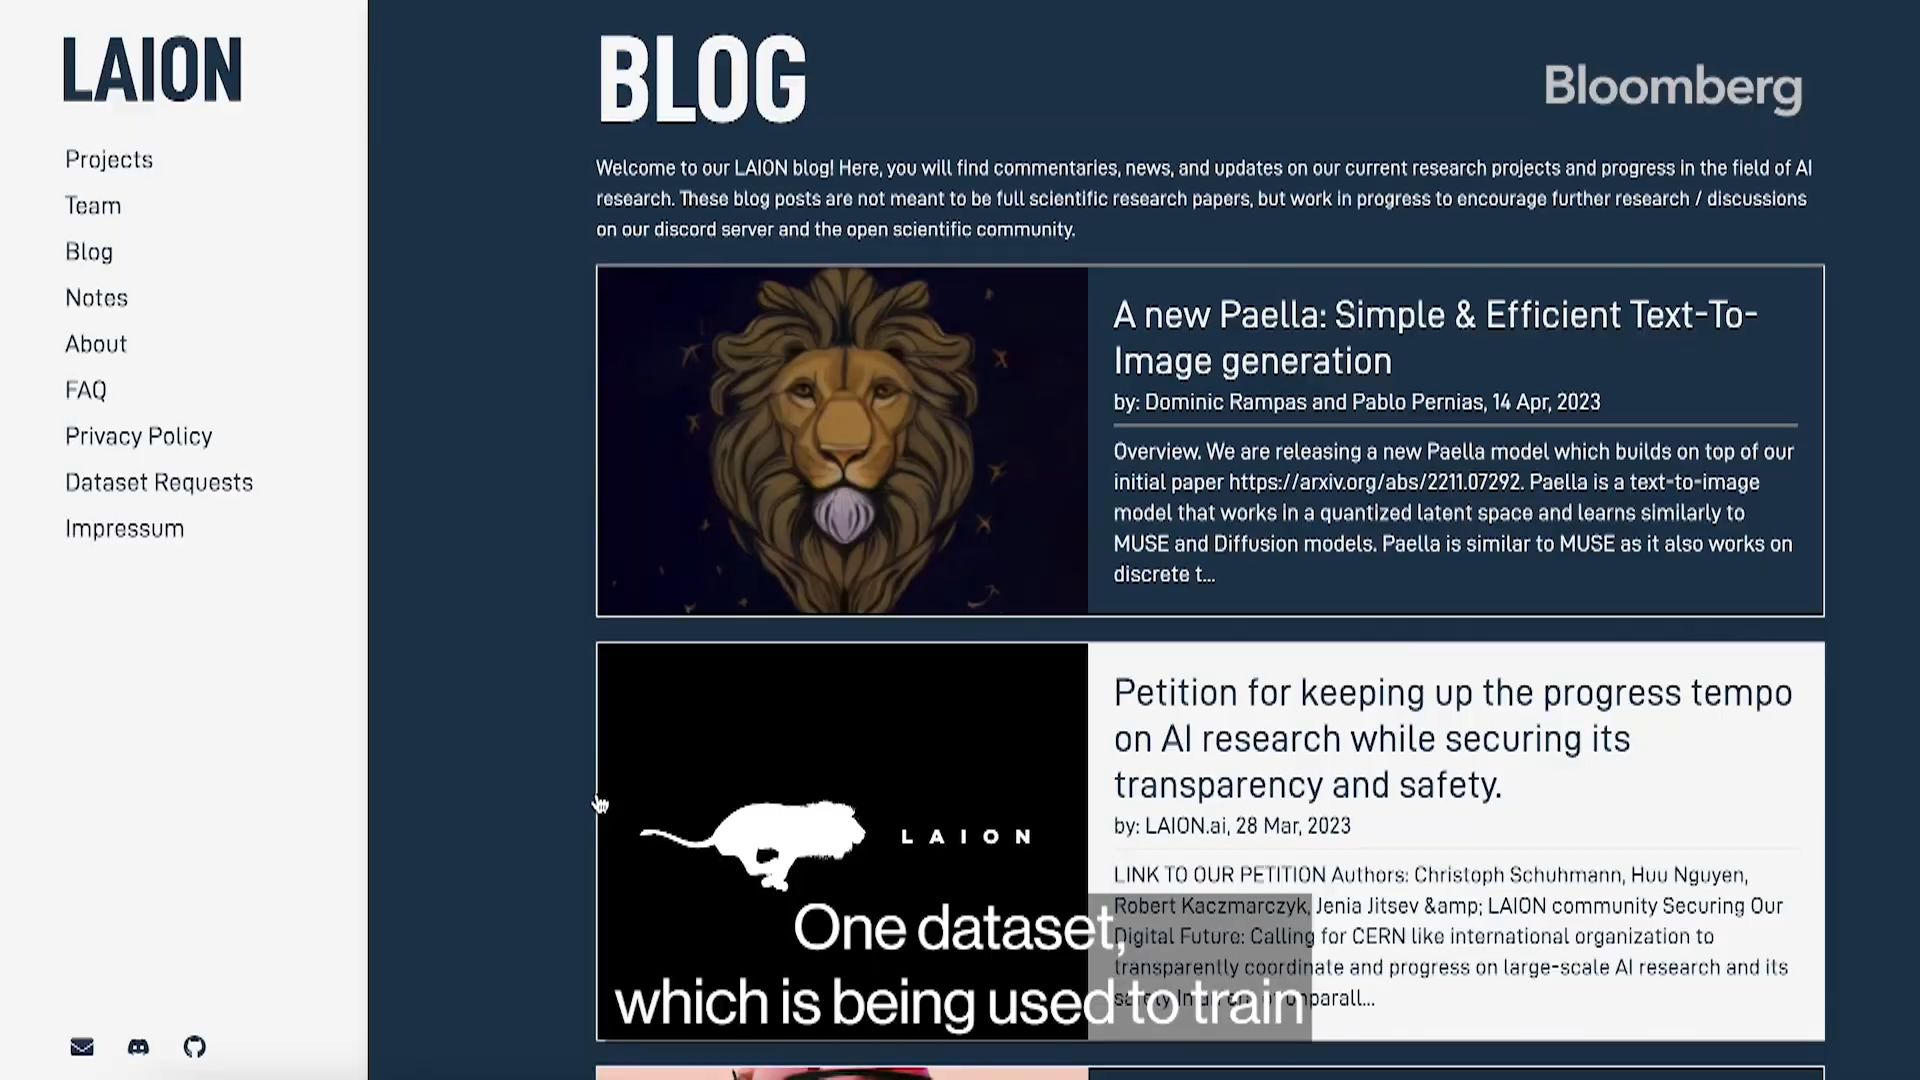 LAION
Projects
Team
Blog
Notes
About
FAQ
Privacy Policy
Dataset Requests
Impressum
BLOG
Bloomberg
Welcome to our LAION blog! Here, you will find commentaries, news, and updates on our current research projects and progress in the field of AI
research. These blog posts are not meant to be full scientific research papers, but work in progress to encourage further research / discussions
on our discord server and the open scientific community.
A new Paella: Simple & Efficient Text-To-
Image generation
by: Dominic Rampas and Pablo Pernias, 14 Apr, 2023
Overview. We are releasing a new Paella model which builds on top of our
initial paper https://arxiv.org/abs/2211.07292. Paella is a text-to-image
model that works in a quantized latent space and learns similarly to
MUSE and Diffusion models. Paella is similar to MUSE as it also works on
discrete t...
LAION
Petition for keeping up the progress tempo
on AI research while securing its
transparency and safety.
by: LAION.ai, 28 Mar, 2023
LINK TO OUR PETITION Authors: Christoph Schuhmann, Huu Nguyen,
Robert Kaczmarczyk, Jenia Jitsev &amp; LAION community Securing Our
Digital Future: Calling for CERN like international organization to
transparently coordinate and progress on large-scale AI research and its
One dataset,
which is being used to train